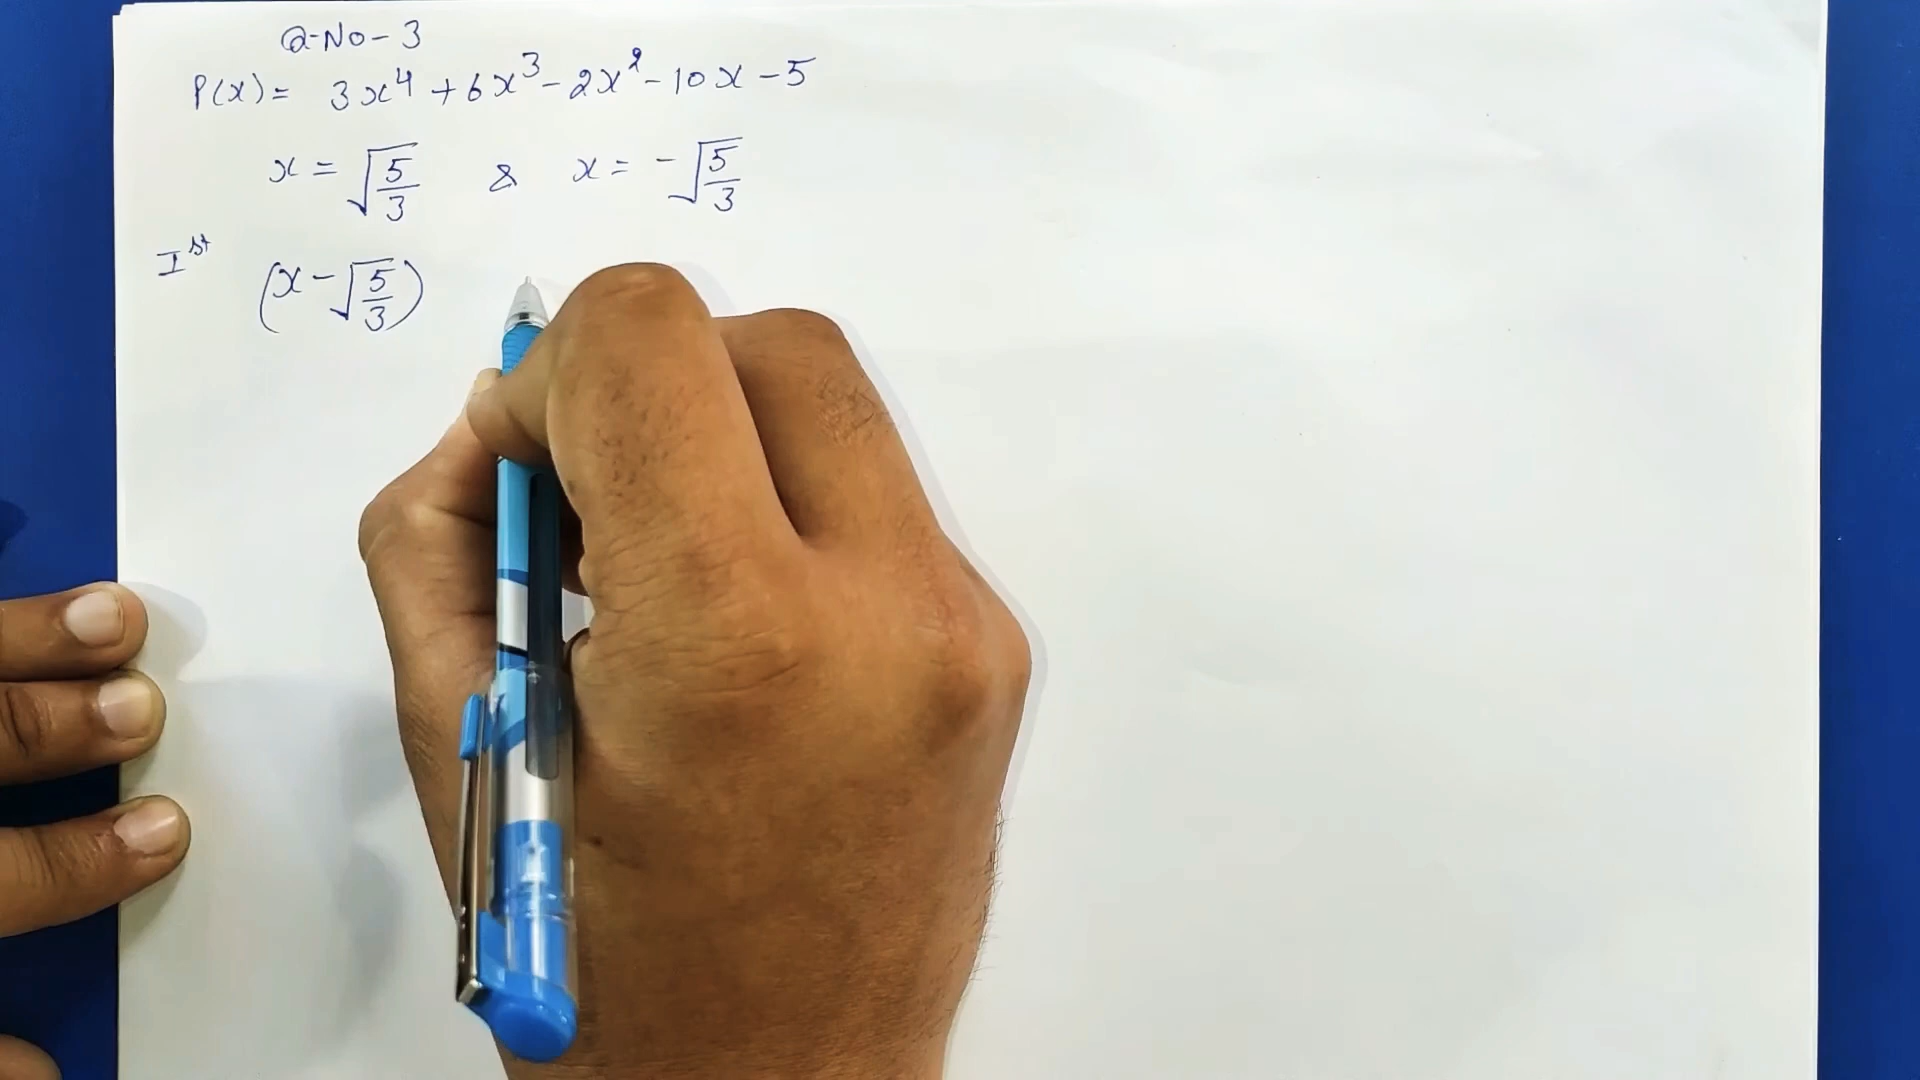 Q-No-3
P(x) = 3x⁴ + 6x³ - 2x² - 10x - 5
x = √(5/3) & x = -√(5/3)
Iˢᵗ (x - √(5/3))